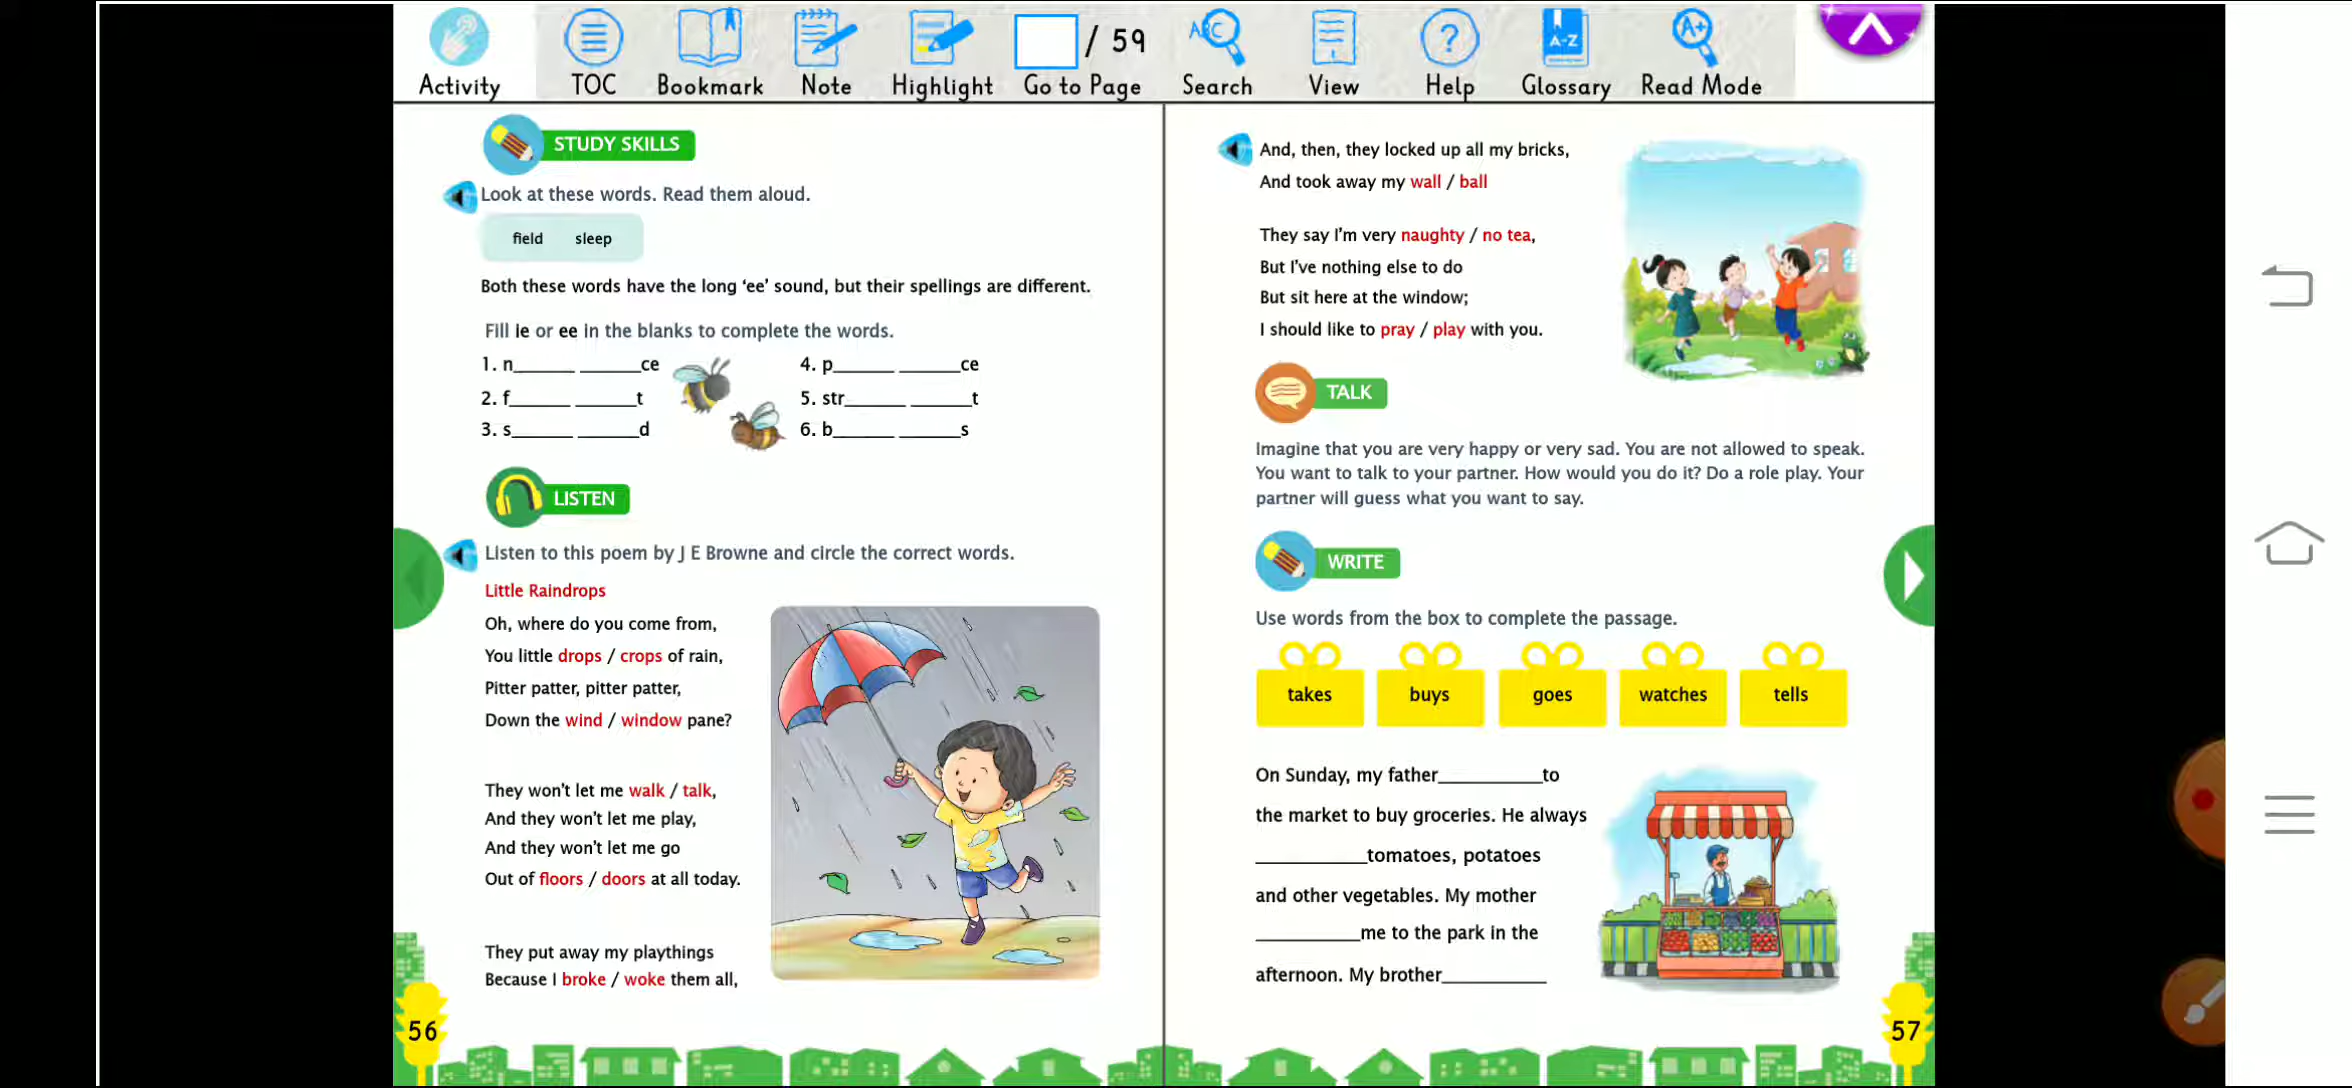 Activity TOC Bookmark Note Highlight / 59 Go to Page ABC Search View ? Help A-Z Glossary A+ Read Mode
STUDY SKILLS
Look at these words. Read them aloud.
field sleep
Both these words have the long ‘ee’ sound, but their spellings are different.
Fill ie or ee in the blanks to complete the words.
1. n______ ______ce 4. p______ ______ce
2. f______ ______t 5. str______ ______t
3. s______ ______d 6. b______ ______s
LISTEN
Listen to this poem by J E Browne and circle the correct words.
Little Raindrops
Oh, where do you come from,
You little drops / crops of rain,
Pitter patter, pitter patter,
Down the wind / window pane?
They won't let me walk / talk,
And they won't let me play,
And they won't let me go
Out of floors / doors at all today.
They put away my playthings
Because I broke / woke them all,
56
And, then, they locked up all my bricks,
And took away my wall / ball
They say I'm very naughty / no tea,
But I've nothing else to do
But sit here at the window;
I should like to pray / play with you.
TALK
Imagine that you are very happy or very sad. You are not allowed to speak.
You want to talk to your partner. How would you do it? Do a role play. Your
partner will guess what you want to say.
WRITE
Use words from the box to complete the passage.
takes buys goes watches tells
On Sunday, my father__________to
the market to buy groceries. He always
__________tomatoes, potatoes
and other vegetables. My mother
__________me to the park in the
afternoon. My brother__________
57